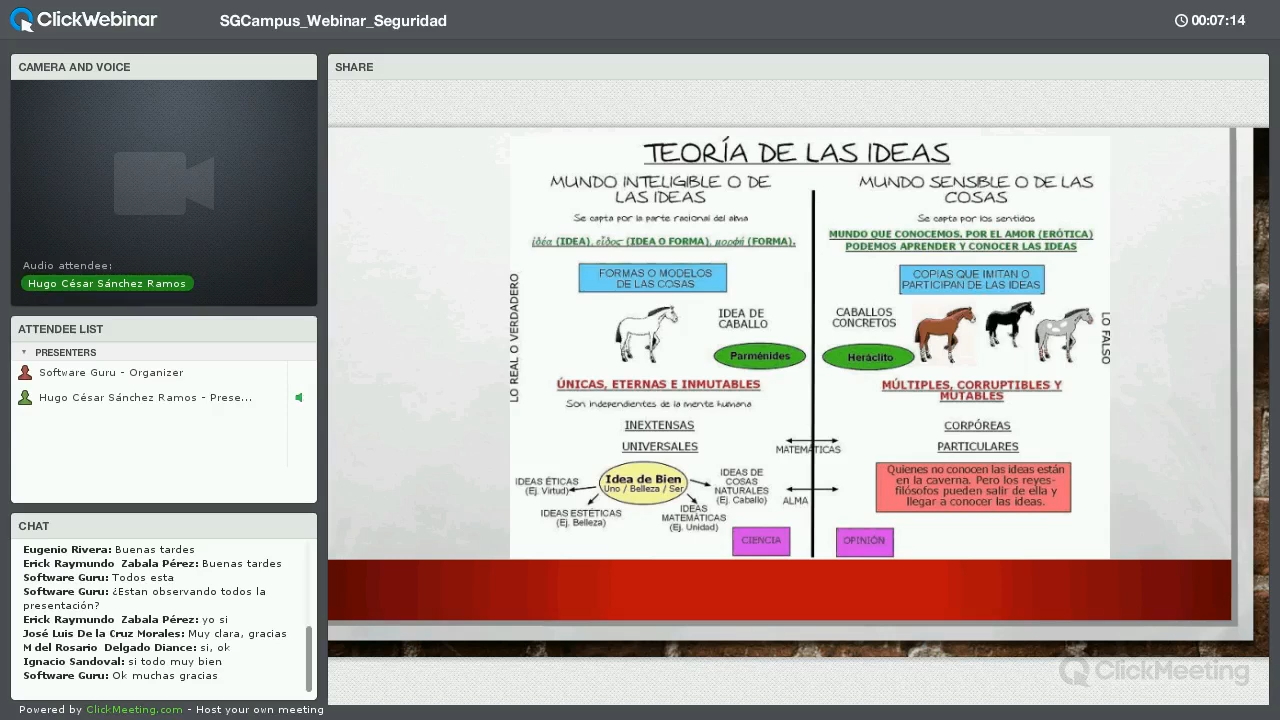 ClickWebinar
SGCampus_Webinar_Seguridad
00:07:14
CAMERA AND VOICE
Audio attendee:
Hugo César Sánchez Ramos
ATTENDEE LIST
PRESENTERS
Software Guru - Organizer
Hugo César Sánchez Ramos - Prese...
CHAT
Eugenio Rivera: Buenas tardes
Erick Raymundo Zabala Pérez: Buenas tardes
Software Guru: Todos esta
Software Guru: ¿Estan observando todos la
presentación?
Erick Raymundo Zabala Pérez: yo si
José Luis De la Cruz Morales: Muy clara, gracias
M del Rosario Delgado Diance: si, ok
Ignacio Sandoval: si todo muy bien
Software Guru: Ok muchas gracias
Powered by ClickMeeting.com - Host your own meeting
SHARE
TEORÍA DE LAS IDEAS
MUNDO INTELIGIBLE O DE
LAS IDEAS
Se capta por la parte racional del alma
ἰδέα (IDEA), εἶδος (IDEA O FORMA), μορφή (FORMA).
FORMAS O MODELOS
DE LAS COSAS
LO REAL O VERDADERO
IDEA DE
CABALLO
Parménides
ÚNICAS, ETERNAS E INMUTABLES
Son independientes de la mente humana
INEXTENSAS
UNIVERSALES
Idea de Bien
Uno / Belleza / Ser
IDEAS ÉTICAS
(Ej. Virtud)
IDEAS ESTÉTICAS
(Ej. Belleza)
IDEAS
MATEMÁTICAS
(Ej. Unidad)
IDEAS DE
COSAS
NATURALES
(Ej. Caballo)
CIENCIA
MATEMÁTICAS
ALMA
MUNDO SENSIBLE O DE LAS
COSAS
Se capta por los sentidos
MUNDO QUE CONOCEMOS. POR EL AMOR (ERÓTICA)
PODEMOS APRENDER Y CONOCER LAS IDEAS
COPIAS QUE IMITAN O
PARTICIPAN DE LAS IDEAS
CABALLOS
CONCRETOS
Heráclito
LO FALSO
MÚLTIPLES, CORRUPTIBLES Y
MUTABLES
CORPÓREAS
PARTICULARES
Quienes no conocen las ideas están
en la caverna. Pero los reyes-
filósofos pueden salir de ella y
llegar a conocer las ideas.
OPINIÓN
ClickMeeting